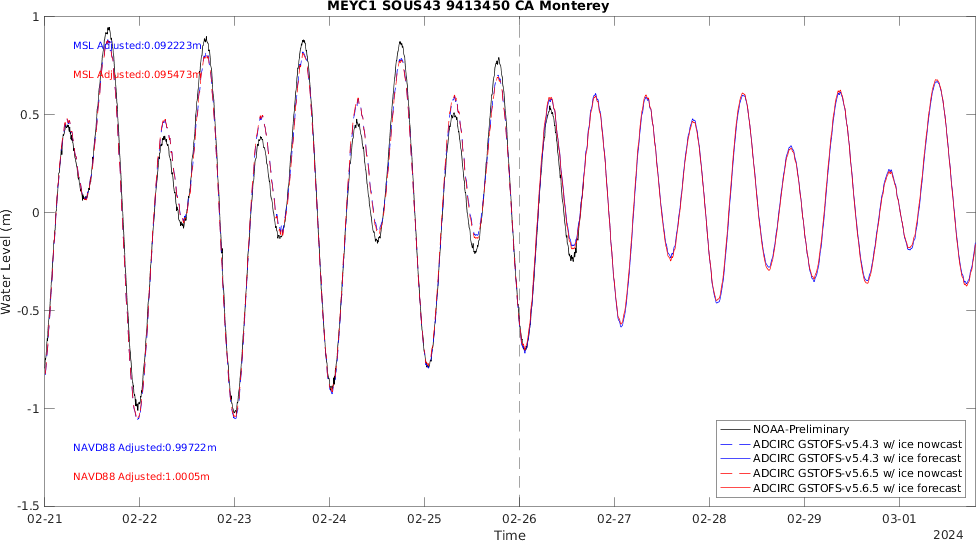 MEYC1 SOUS43 9413450 CA Monterey
1
0.5
0
-0.5
-1
-1.5
Water Level (m)
MSL Adjusted:0.092223m
MSL Adjusted:0.095473m
NAVD88 Adjusted:0.99722m
NAVD88 Adjusted:1.0005m
NOAA-Preliminary
ADCIRC GSTOFS-v5.4.3 w/ ice nowcast
ADCIRC GSTOFS-v5.4.3 w/ ice forecast
ADCIRC GSTOFS-v5.6.5 w/ ice nowcast
ADCIRC GSTOFS-v5.6.5 w/ ice forecast
02-21 02-22 02-23 02-24 02-25 02-26 02-27 02-28 02-29 03-01
Time
2024